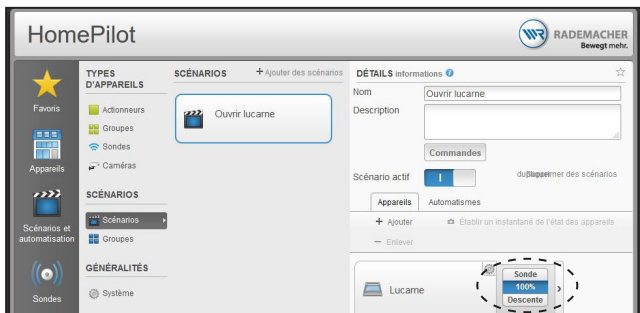 HomePilot
RADEMACHER
Bewegt mehr.
Favoris
Appareils
Scénarios et
automatisation
Sondes
TYPES
D'APPAREILS
Actionneurs
Groupes
Sondes
Caméras
SCÉNARIOS
Scénarios
Groupes
GÉNÉRALITÉS
Système
SCÉNARIOS
+ Ajouter des scénarios
Ouvrir lucarne
DÉTAILS informations
Nom
Ouvrir lucarne
Description
Commandes
Scénario actif
des scénarios
Appareils
Automatismes
+ Ajouter
Établir un instantané de l'état des appareils
− Enlever
Lucarne
Sonde
100%
Descente